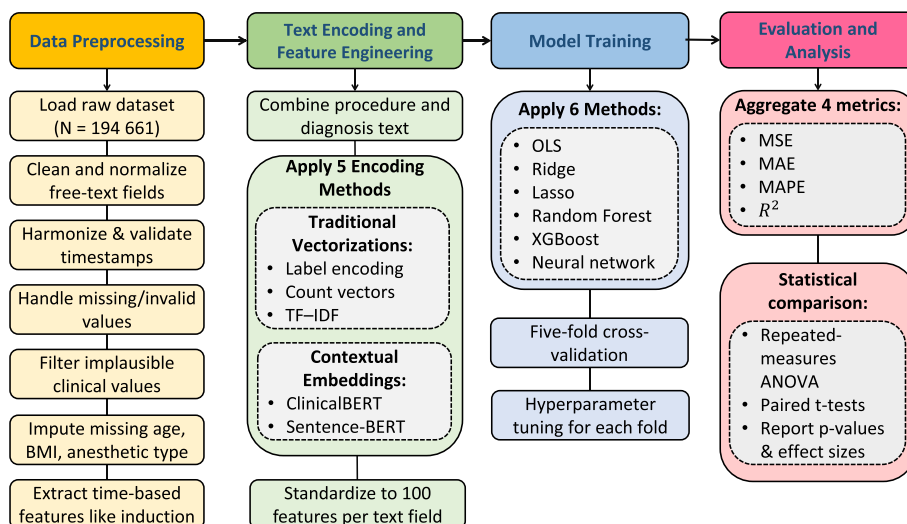 Data Preprocessing
Load raw dataset
(N = 194 661)
Clean and normalize
free-text fields
Harmonize & validate
timestamps
Handle missing/invalid
values
Filter implausible
clinical values
Impute missing age,
BMI, anesthetic type
Extract time-based
features like induction
Text Encoding and
Feature Engineering
Combine procedure and
diagnosis text
Apply 5 Encoding
Methods
Traditional
Vectorizations:
• Label encoding
• Count vectors
• TF–IDF
Contextual
Embeddings:
• ClinicalBERT
• Sentence-BERT
Standardize to 100
features per text field
Model Training
Apply 6 Methods:
• OLS
• Ridge
• Lasso
• Random Forest
• XGBoost
• Neural network
Five-fold cross-
validation
Hyperparameter
tuning for each fold
Evaluation and
Analysis
Aggregate 4 metrics:
• MSE
• MAE
• MAPE
• R²
Statistical
comparison:
• Repeated-
measures
ANOVA
• Paired t-tests
• Report p-values
& effect sizes